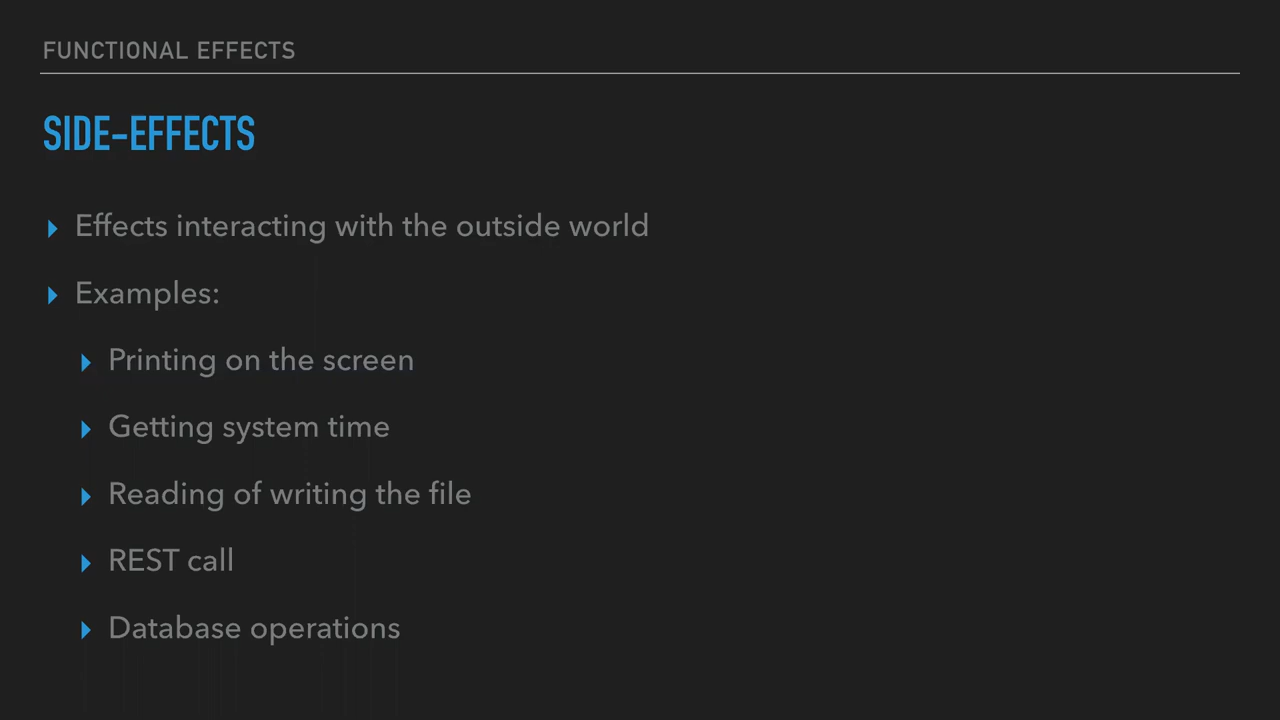 FUNCTIONAL EFFECTS
SIDE-EFFECTS
Effects interacting with the outside world
Examples:
Printing on the screen
Getting system time
Reading of writing the file
REST call
Database operations